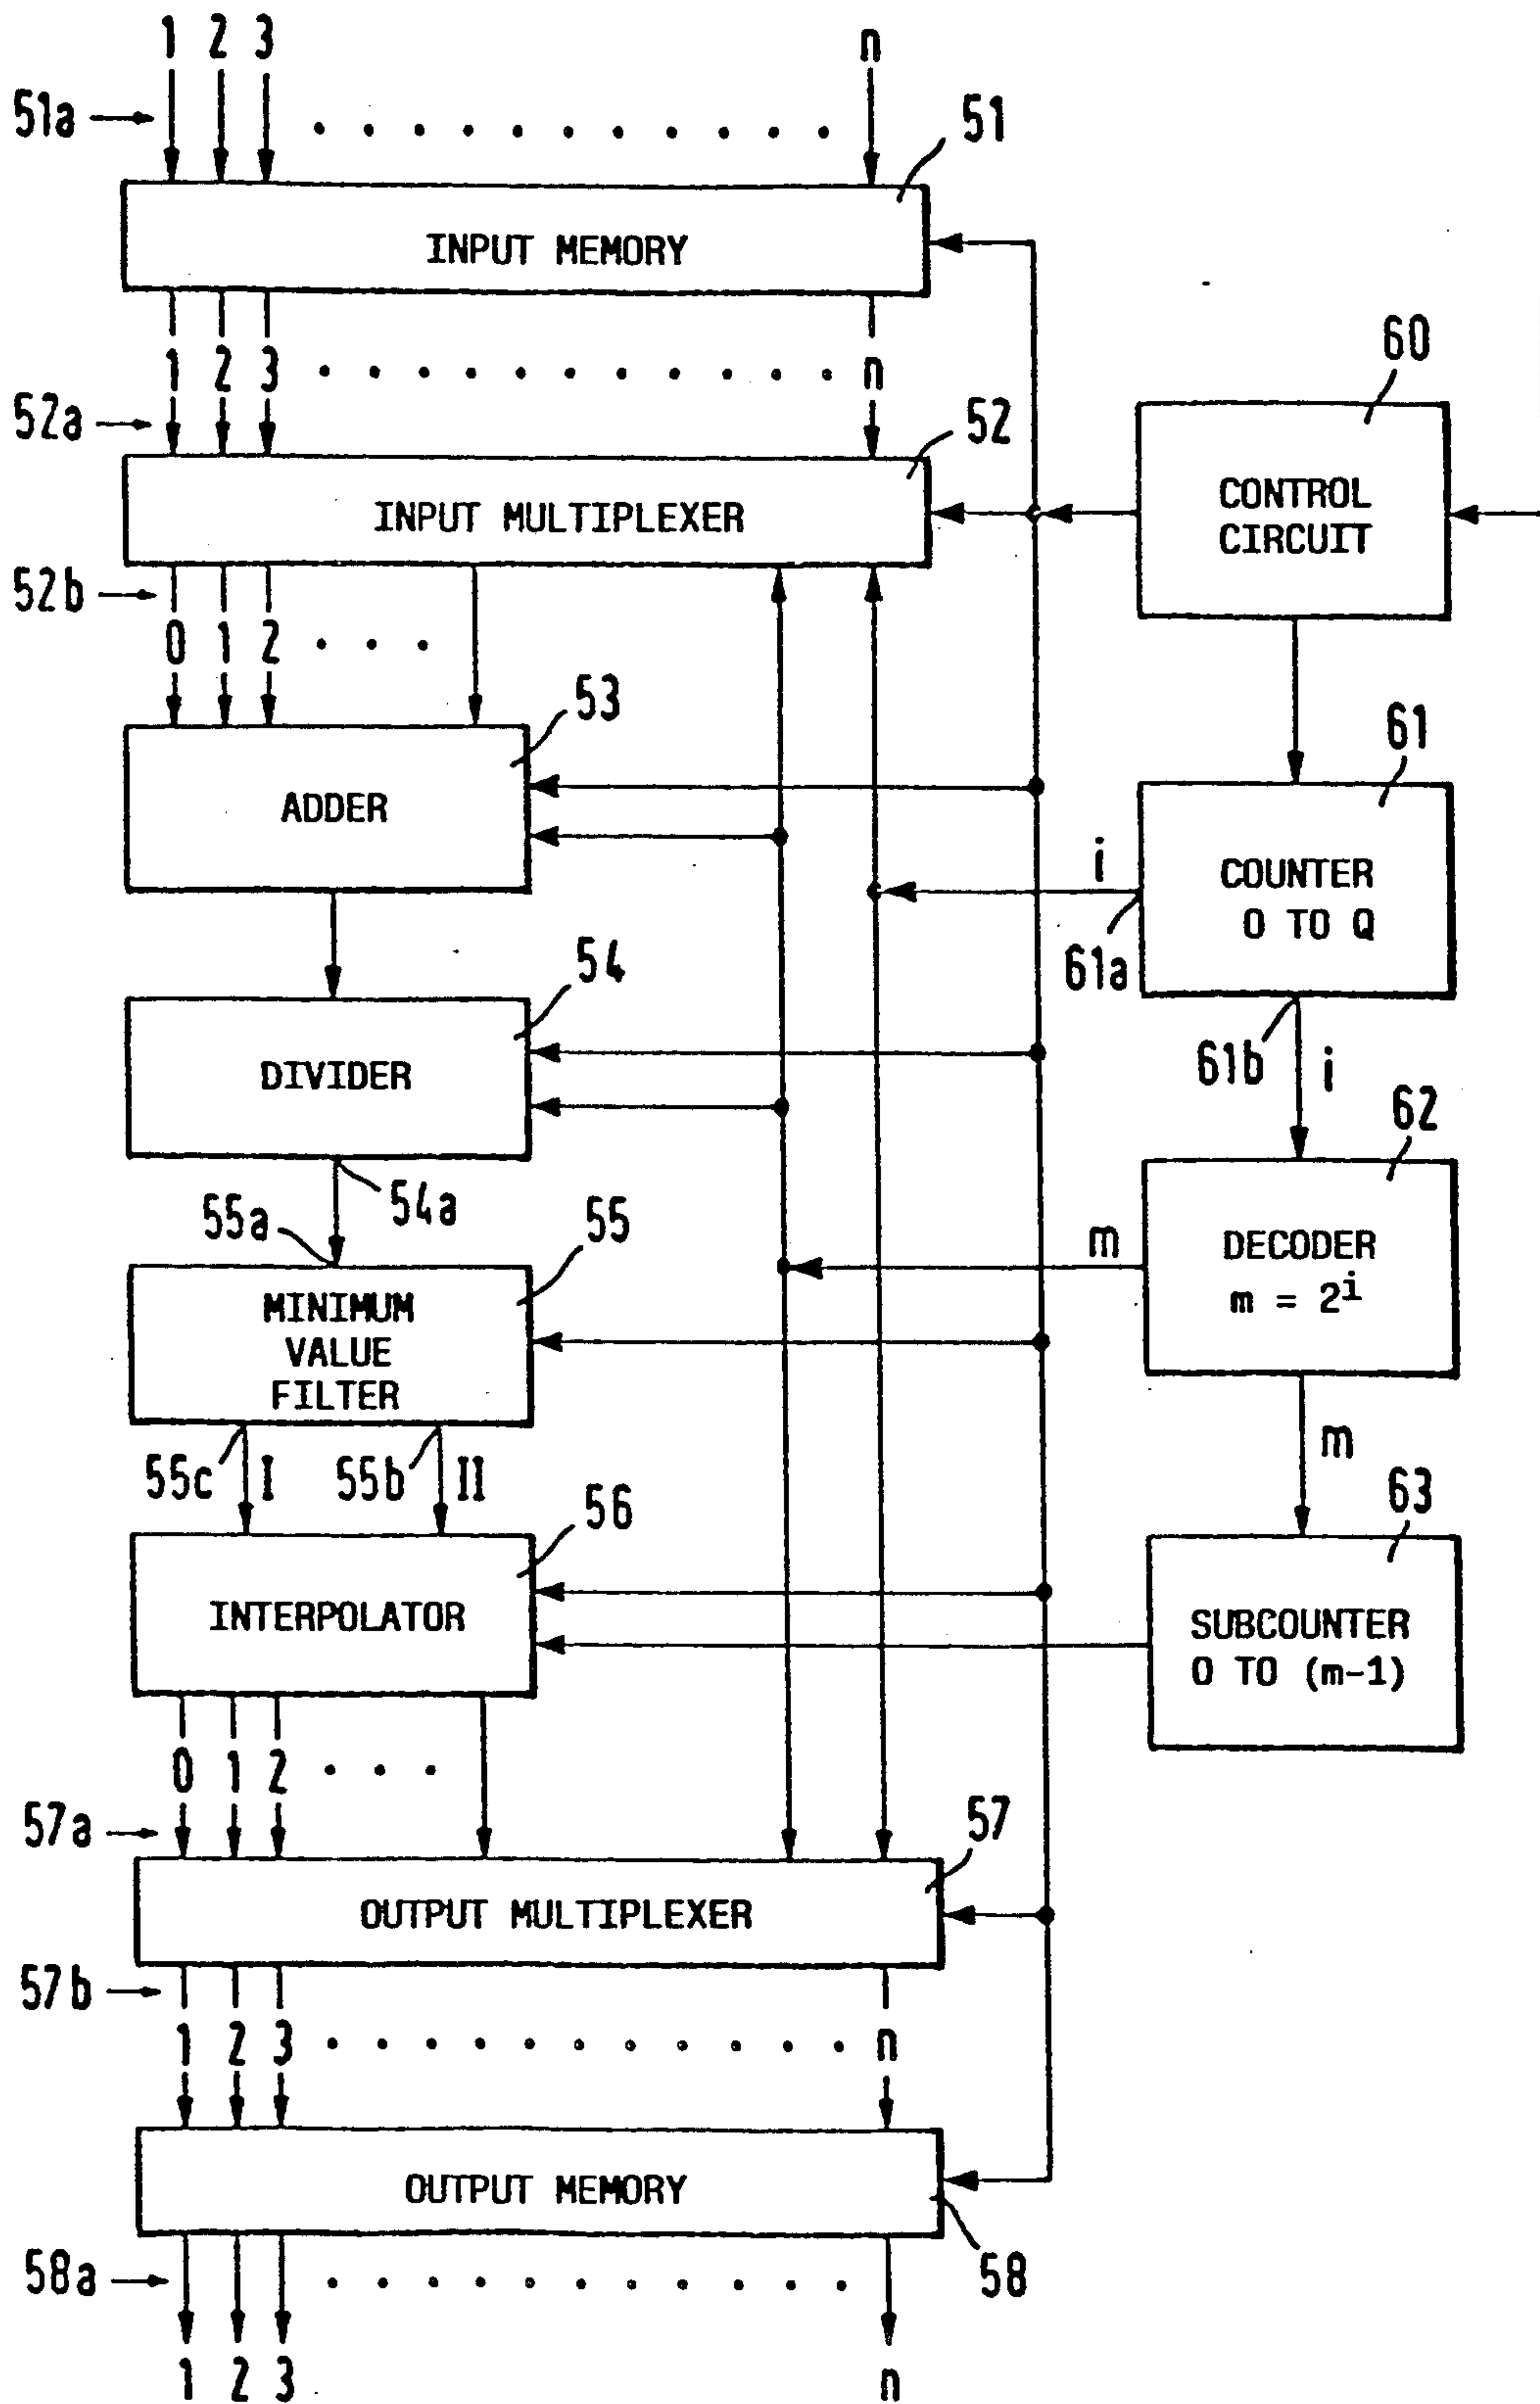 1 2 3 n
51a
51
INPUT MEMORY
1 2 3 n
60
52a
52
INPUT MULTIPLEXER
CONTROL
CIRCUIT
52b
0 1 2
53
61
ADDER
i
COUNTER
0 TO Q
61a
54
61b i
DIVIDER
62
54a
55a
55
m
DECODER
m = 2^i
MINIMUM
VALUE
FILTER
m
55c I 55b II
63
56
INTERPOLATOR
SUBCOUNTER
0 TO (m-1)
0 1 2
57a
57
OUTPUT MULTIPLEXER
57b
1 2 3 n
OUTPUT MEMORY
58a
58
1 2 3 n